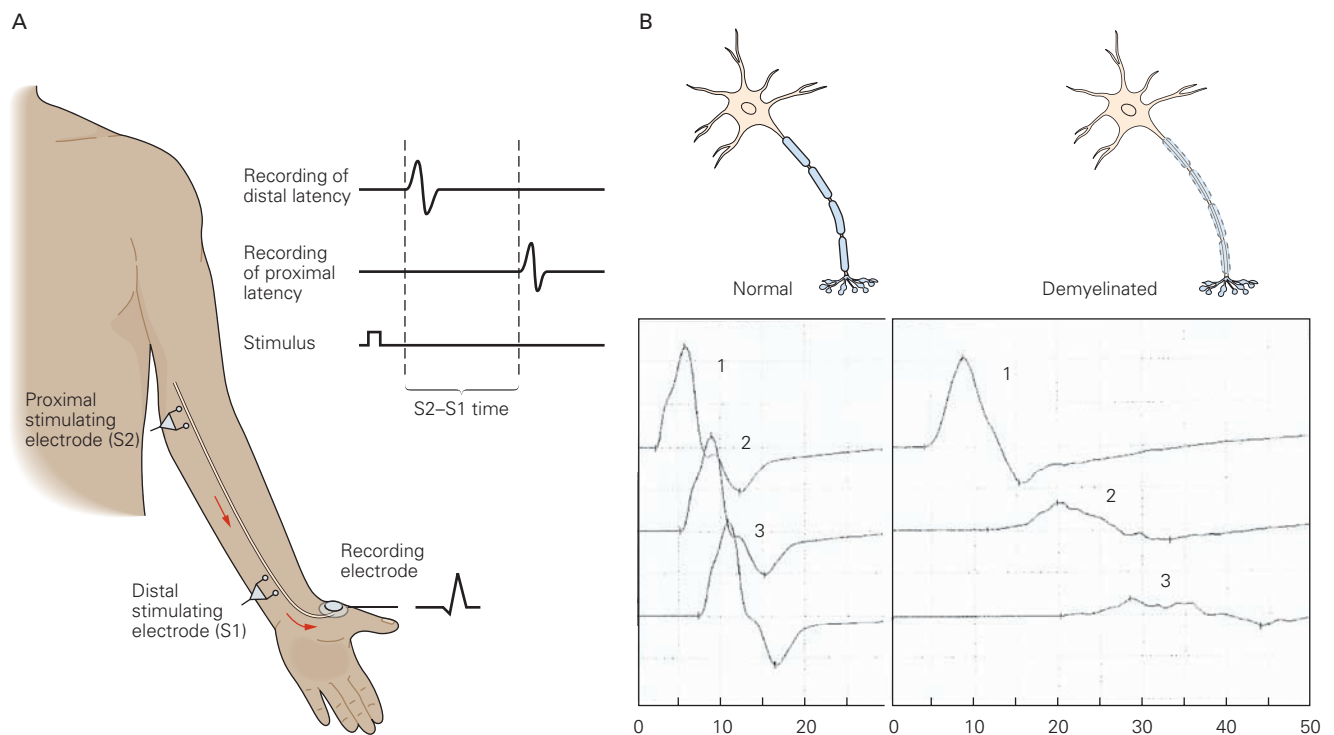 A
Recording of
distal latency
Recording
of proximal
latency
Stimulus
S2–S1 time
Proximal
stimulating
electrode (S2)
Recording
electrode
Distal
stimulating
electrode (S1)
B
Normal
Demyelinated
1
2
3
1
2
3
0 10 20
0 10 20 30 40 50